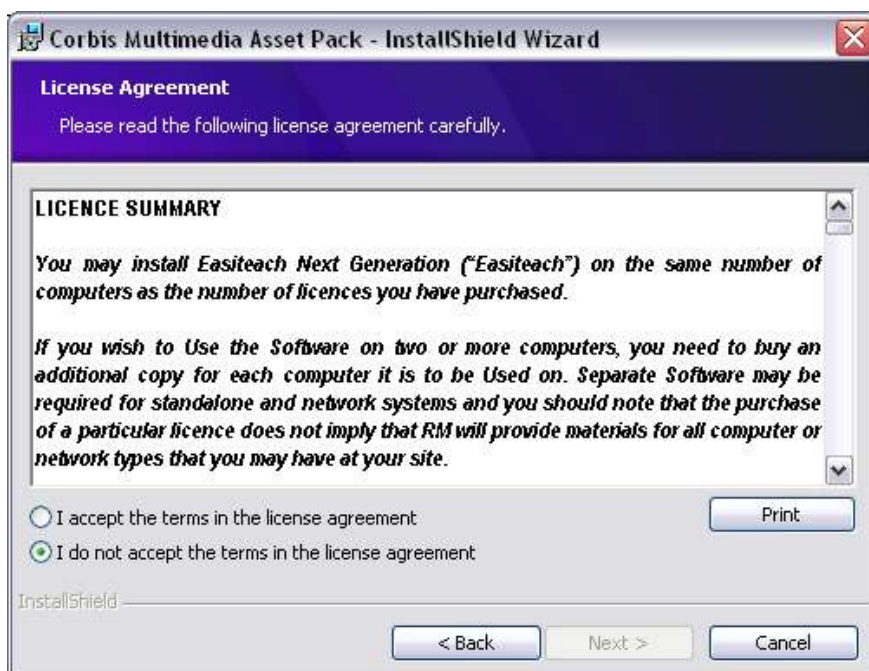 Corbis Multimedia Asset Pack - InstallShield Wizard
License Agreement
Please read the following license agreement carefully.
LICENCE SUMMARY
You may install Easiteach Next Generation ("Easiteach") on the same number of
computers as the number of licences you have purchased.
If you wish to Use the Software on two or more computers, you need to buy an
additional copy for each computer it is to be Used on. Separate Software may be
required for standalone and network systems and you should note that the purchase
of a particular licence does not imply that RM will provide materials for all computer or
network types that you may have at your site.
I accept the terms in the license agreement
Print
I do not accept the terms in the license agreement
InstallShield
< Back
Next >
Cancel